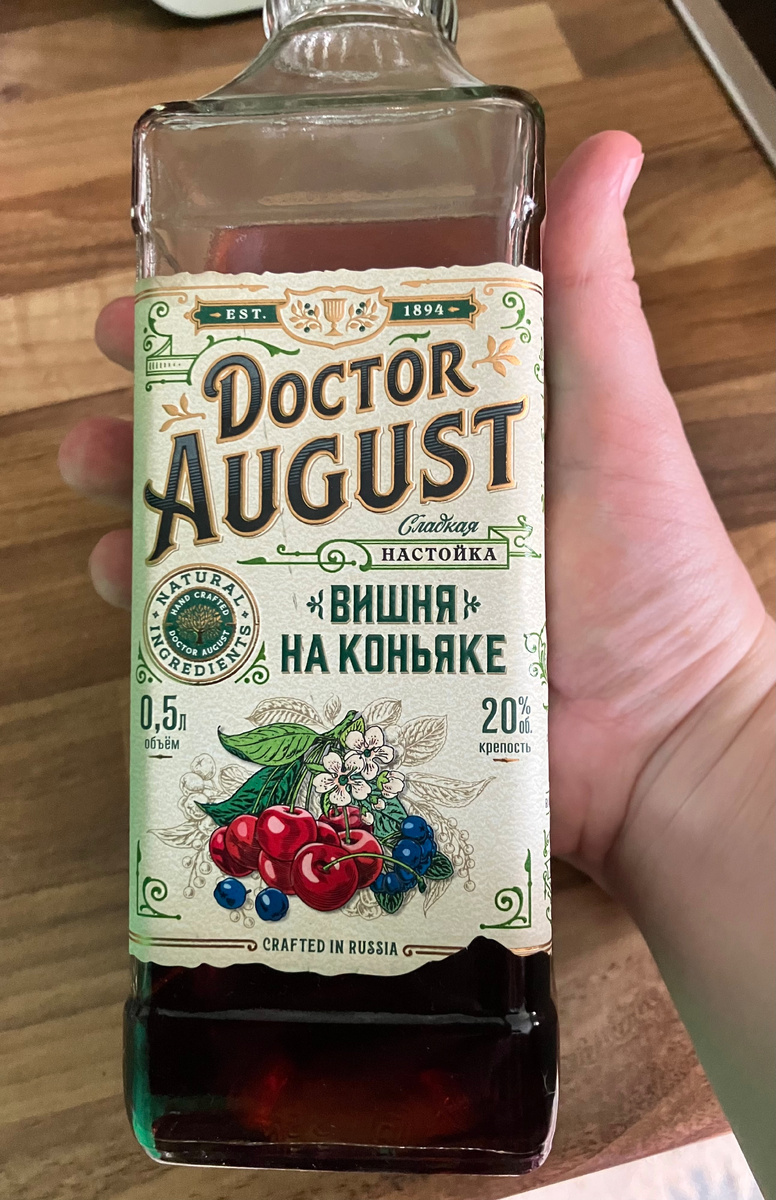 EST. 1894
DOCTOR
AUGUST
Сладкая
НАСТОЙКА
NATURAL
HAND CRAFTED
DOCTOR AUGUST
INGREDIENTS
ВИШНЯ
НА КОНЬЯКЕ
0,5л
объём
20% об.
крепость
CRAFTED IN RUSSIA